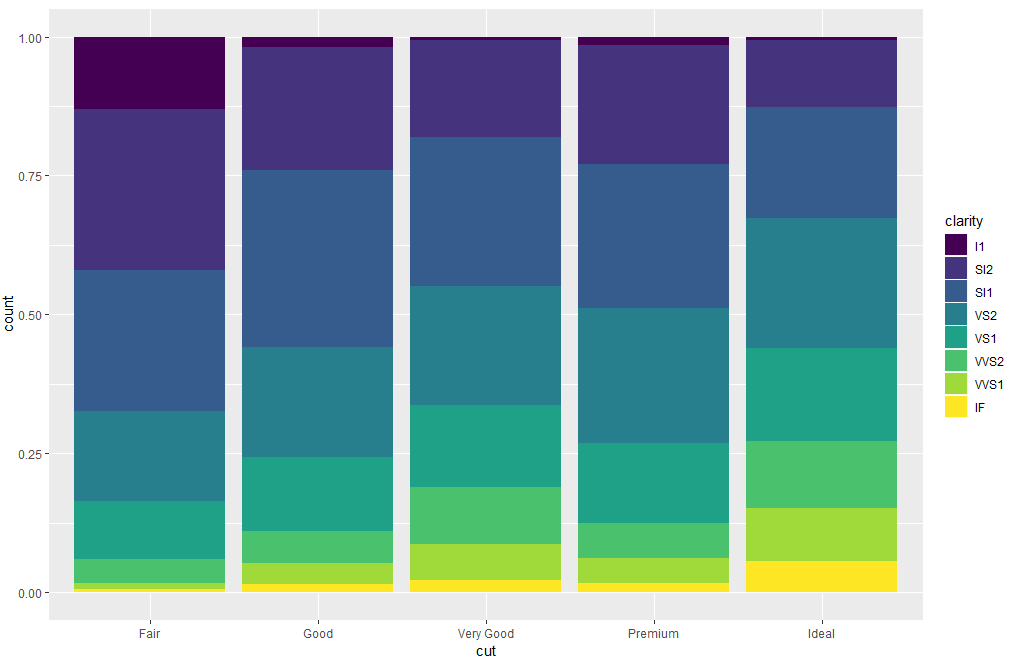 1.00
0.75
0.50
0.25
0.00
count
Fair Good Very Good Premium Ideal
cut
clarity
I1
SI2
SI1
VS2
VS1
VVS2
VVS1
IF